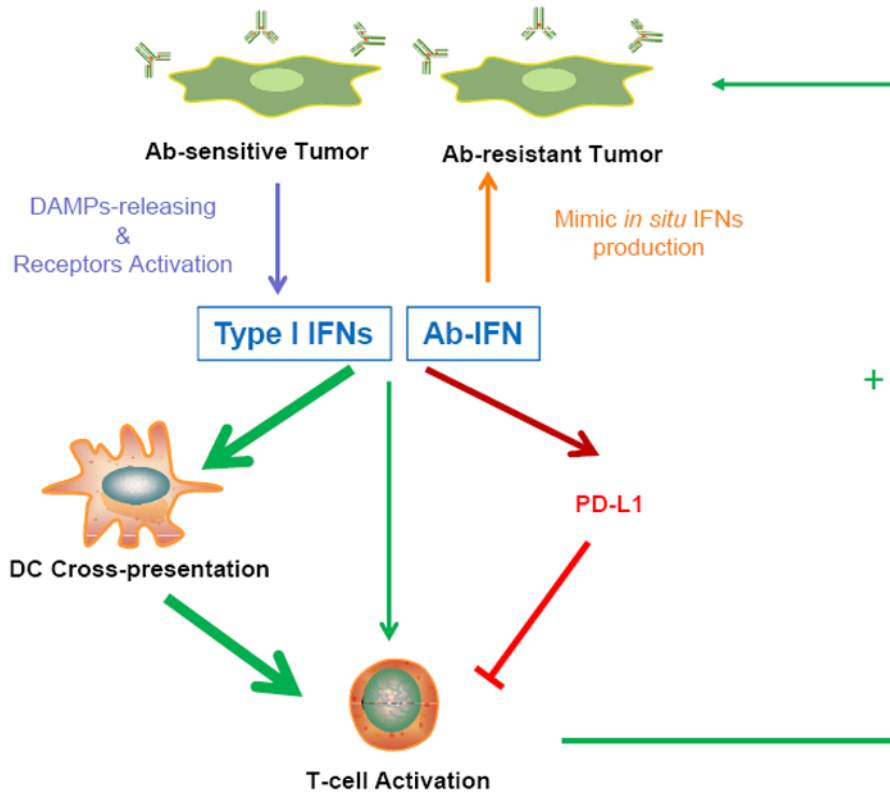 Ab-sensitive Tumor
Ab-resistant Tumor
DAMPs-releasing
&
Receptors Activation
Mimic in situ IFNs
production
Type I IFNs
Ab-IFN
+
PD-L1
DC Cross-presentation
T-cell Activation